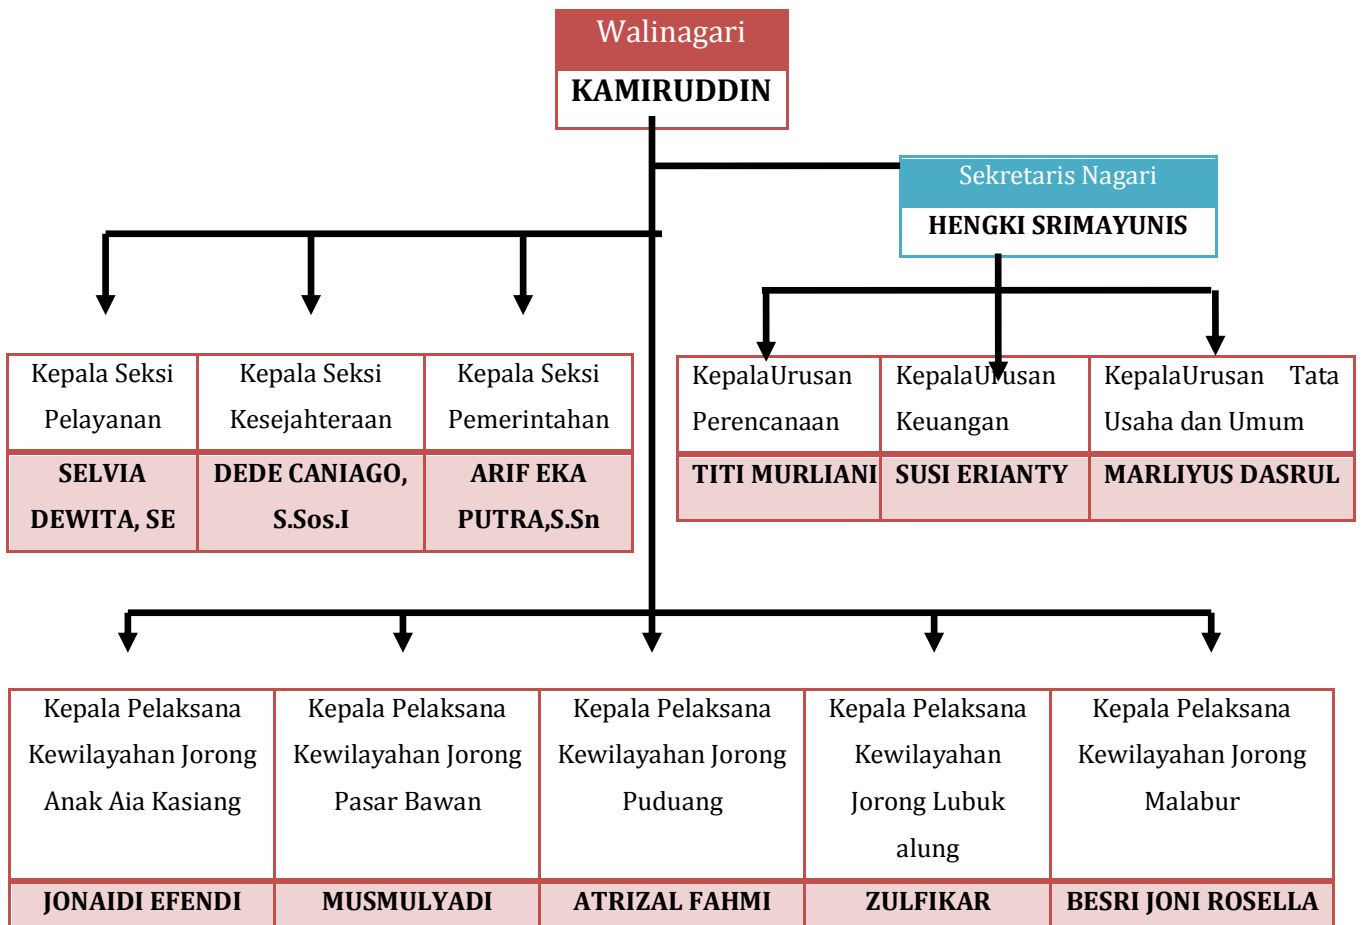 Walinagari
KAMIRUDDIN
Sekretaris Nagari
HENGKI SRIMAYUNIS
Kepala Seksi
Pelayanan
SELVIA
DEWITA, SE
Kepala Seksi
Kesejahteraan
DEDE CANIAGO,
S.Sos.I
Kepala Seksi
Pemerintahan
ARIF EKA
PUTRA,S.Sn
KepalaUrusan
Perencanaan
TITI MURLIANI
KepalaUrusan
Keuangan
SUSI ERIANTY
KepalaUrusan Tata
Usaha dan Umum
MARLIYUS DASRUL
Kepala Pelaksana
Kewilayahan Jorong
Anak Aia Kasiang
JONAIDI EFENDI
Kepala Pelaksana
Kewilayahan Jorong
Pasar Bawan
MUSMULYADI
Kepala Pelaksana
Kewilayahan Jorong
Puduang
ATRIZAL FAHMI
Kepala Pelaksana
Kewilayahan
Jorong Lubuk
alung
ZULFIKAR
Kepala Pelaksana
Kewilayahan Jorong
Malabur
BESRI JONI ROSELLA